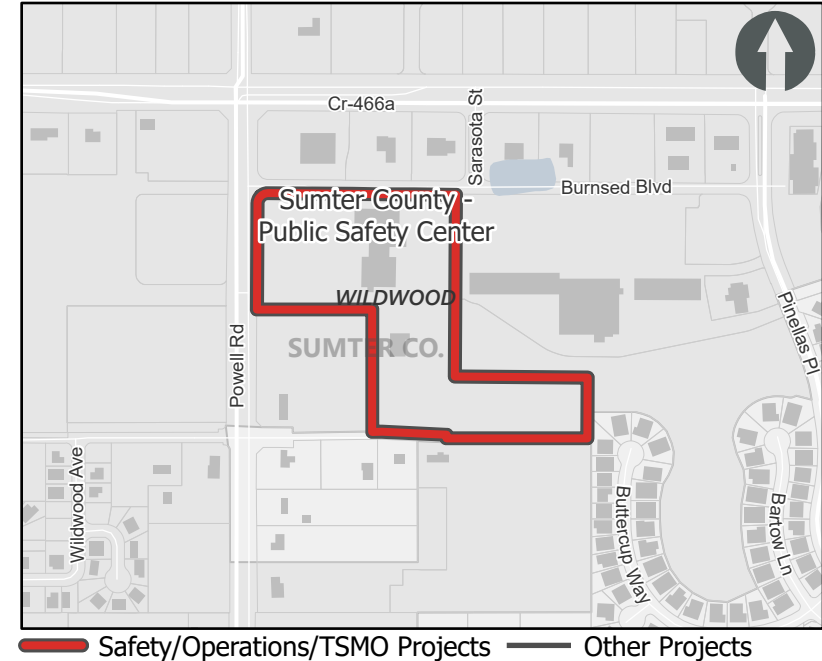 Cr-466a
Sarasota St
Burnsed Blvd
Sumter County -
Public Safety Center
WILDWOOD
SUMTER CO.
Powell Rd
Pinellas Pl
Wildwood Ave
Buttercup Way
Bartow Ln
Safety/Operations/TSMO Projects
Other Projects